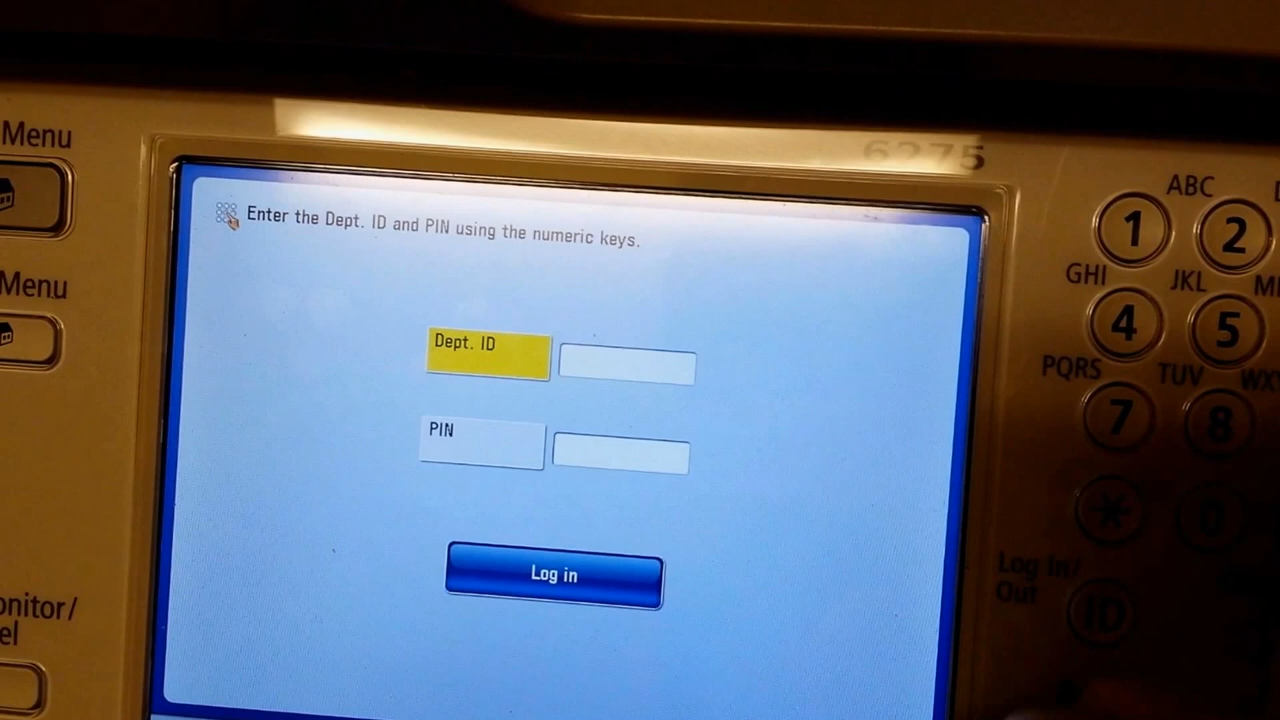 Menu
6275
Enter the Dept. ID and PIN using the numeric keys.
ABC
1
2
Menu
GHI
JKL
4
5
Dept. ID
PQRS
TUV
7
8
PIN
*
0
Log in
Log In/
Out
ID
onitor/
el